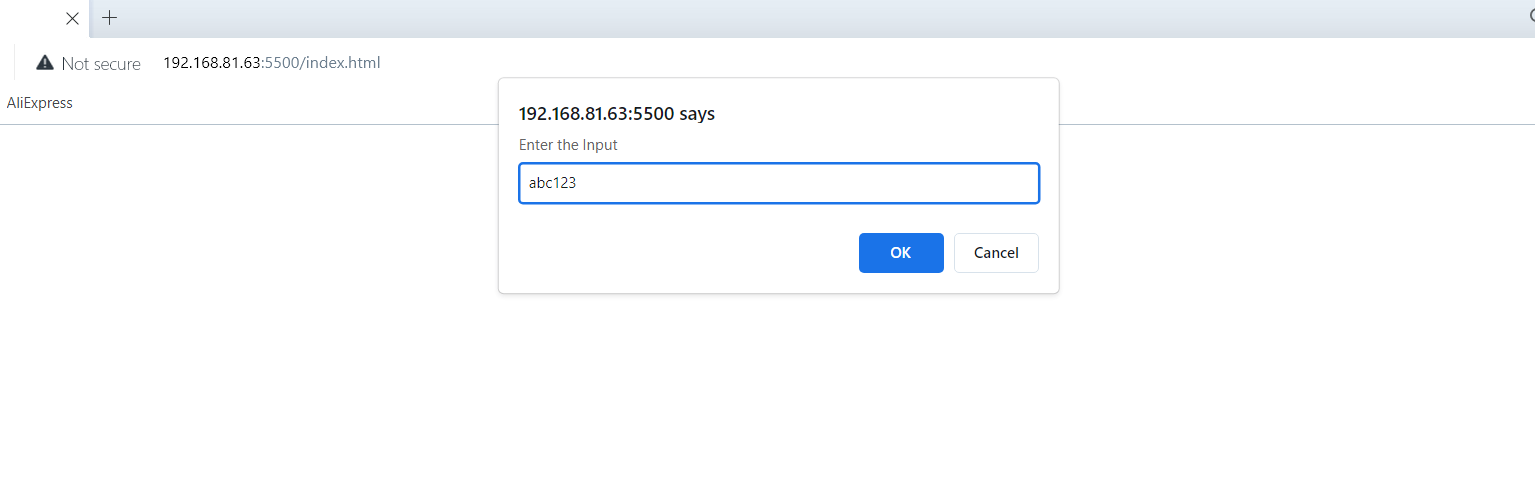 Not secure 192.168.81.63:5500/index.html
AliExpress
192.168.81.63:5500 says
Enter the Input
abc123
OK Cancel